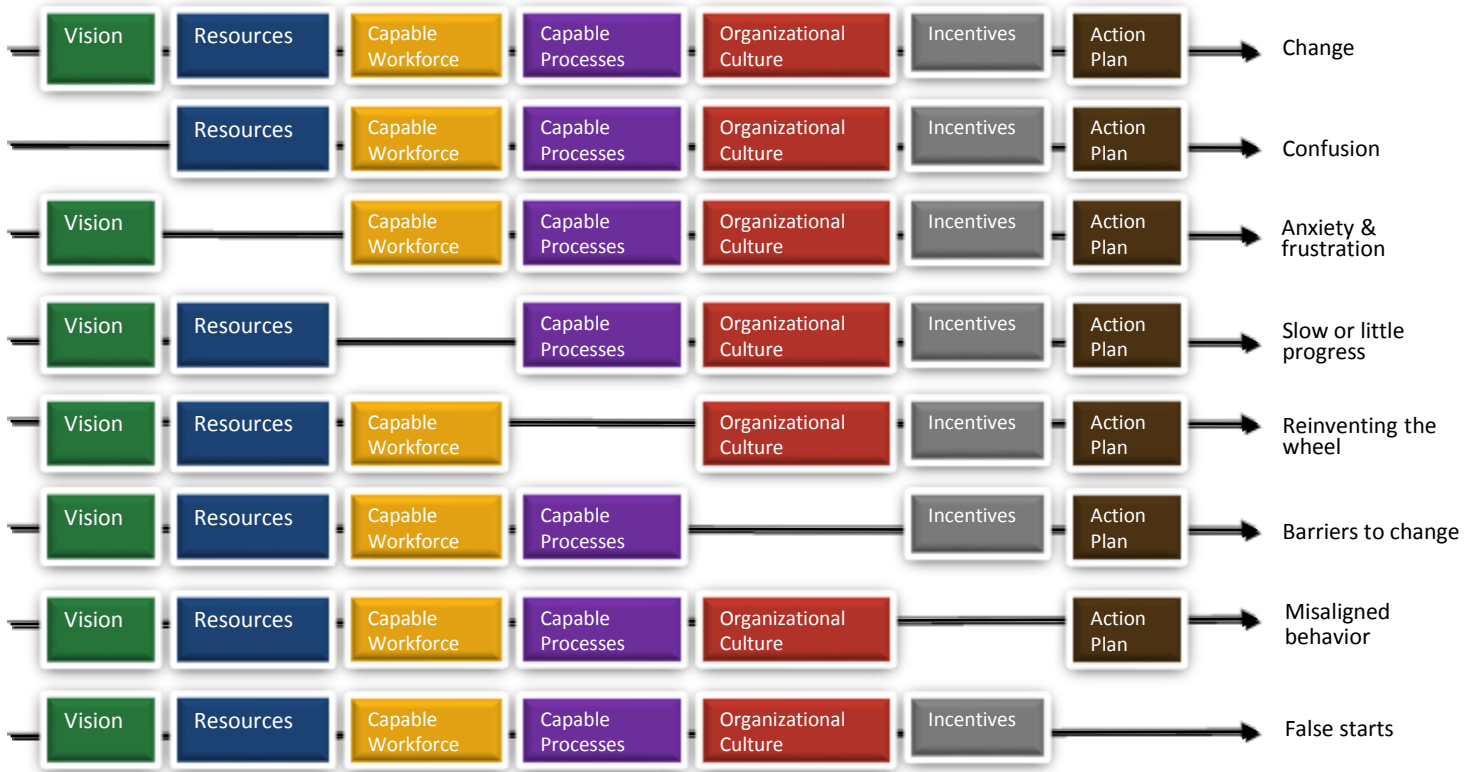 Vision
Resources
Capable
Workforce
Capable
Processes
Organizational
Culture
Incentives
Action
Plan
Change
Resources
Capable
Workforce
Capable
Processes
Organizational
Culture
Incentives
Action
Plan
Confusion
Vision
Capable
Workforce
Capable
Processes
Organizational
Culture
Incentives
Action
Plan
Anxiety &
frustration
Vision
Resources
Capable
Processes
Organizational
Culture
Incentives
Action
Plan
Slow or little
progress
Vision
Resources
Capable
Workforce
Organizational
Culture
Incentives
Action
Plan
Reinventing the
wheel
Vision
Resources
Capable
Workforce
Capable
Processes
Incentives
Action
Plan
Barriers to change
Vision
Resources
Capable
Workforce
Capable
Processes
Organizational
Culture
Action
Plan
Misaligned
behavior
Vision
Resources
Capable
Workforce
Capable
Processes
Organizational
Culture
Incentives
False starts